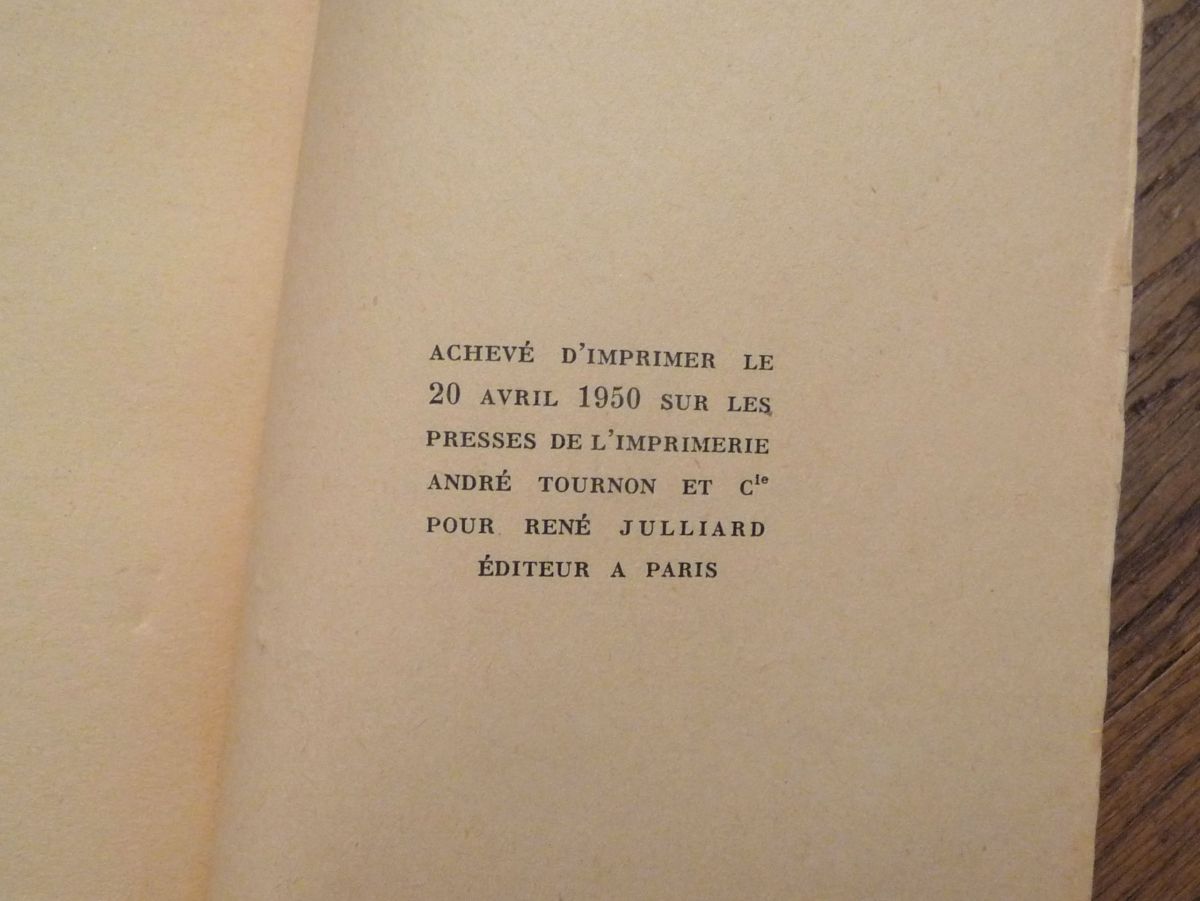 ACHEVÉ D'IMPRIMER LE
20 AVRIL 1950 SUR LES
PRESSES DE L'IMPRIMERIE
ANDRÉ TOURNON ET Cie
POUR RENÉ JULLIARD
ÉDITEUR A PARIS